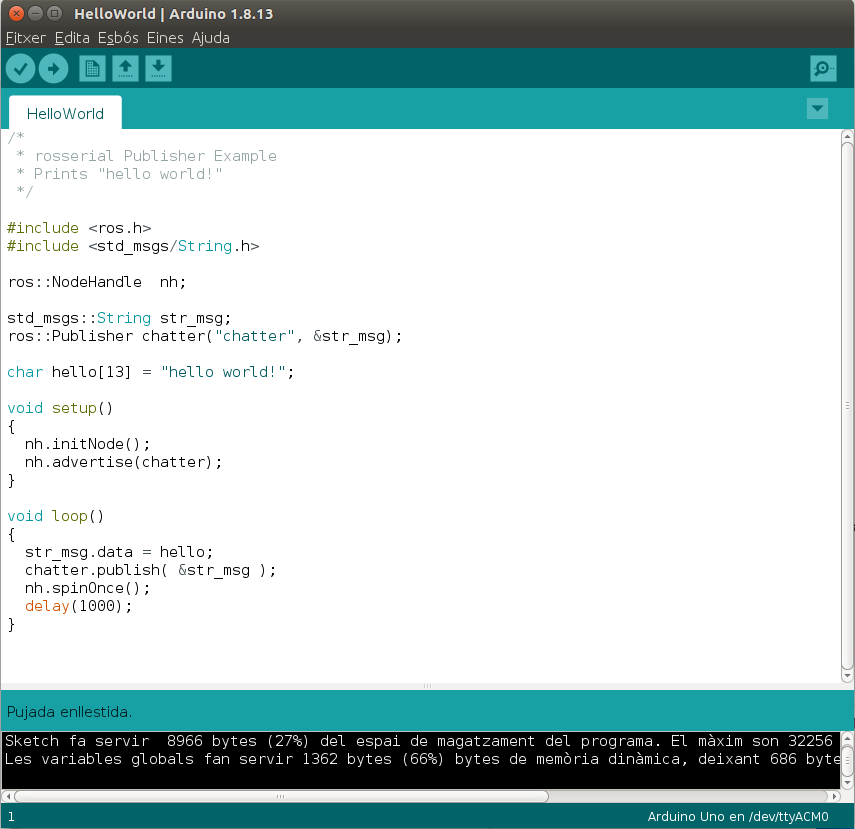 HelloWorld | Arduino 1.8.13
Fitxer Edita Esbós Eines Ajuda
HelloWorld
/*
 * rosserial Publisher Example
 * Prints "hello world!"
 */
#include <ros.h>
#include <std_msgs/String.h>
ros::NodeHandle  nh;
std_msgs::String str_msg;
ros::Publisher chatter("chatter", &str_msg);
char hello[13] = "hello world!";
void setup()
{
  nh.initNode();
  nh.advertise(chatter);
}
void loop()
{
  str_msg.data = hello;
  chatter.publish( &str_msg );
  nh.spinOnce();
  delay(1000);
}
Pujada enllestida.
Sketch fa servir  8966 bytes (27%) del espai de magatzament del programa. El màxim son 32256
Les variables globals fan servir 1362 bytes (66%) bytes de memòria dinàmica, deixant 686 byte
1
Arduino Uno en /dev/ttyACM0